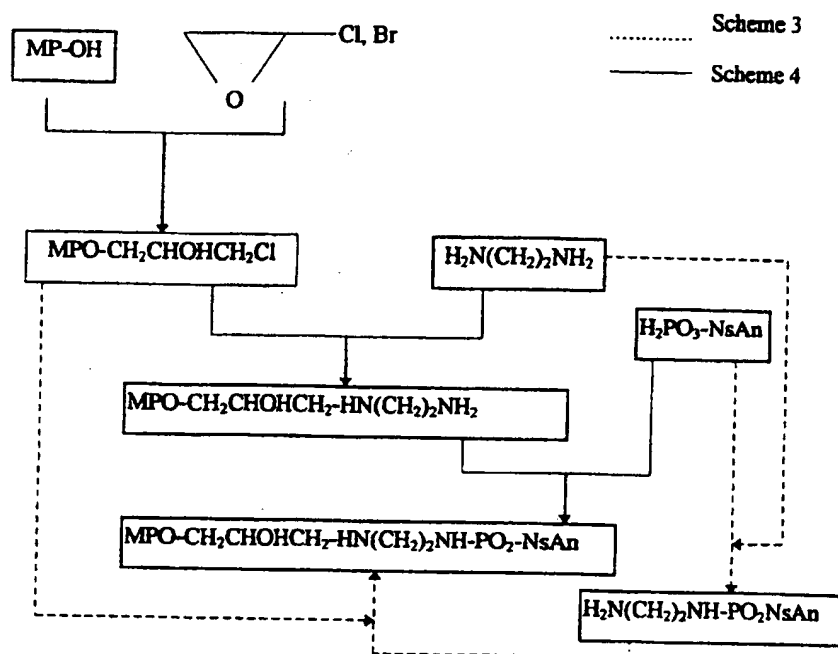 MP-OH
Cl, Br
O
Scheme 3
Scheme 4
MPO-CH₂CHOHCH₂Cl
H₂N(CH₂)₂NH₂
H₂PO₃-NsAn
MPO-CH₂CHOHCH₂-HN(CH₂)₂NH₂
MPO-CH₂CHOHCH₂-HN(CH₂)₂NH-PO₂-NsAn
H₂N(CH₂)₂NH-PO₂NsAn